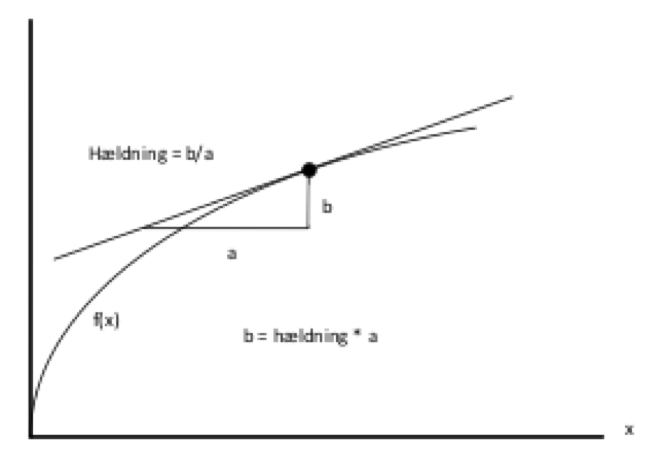 Hældning = b/a
b
a
f(x)
b = hældning * a
x